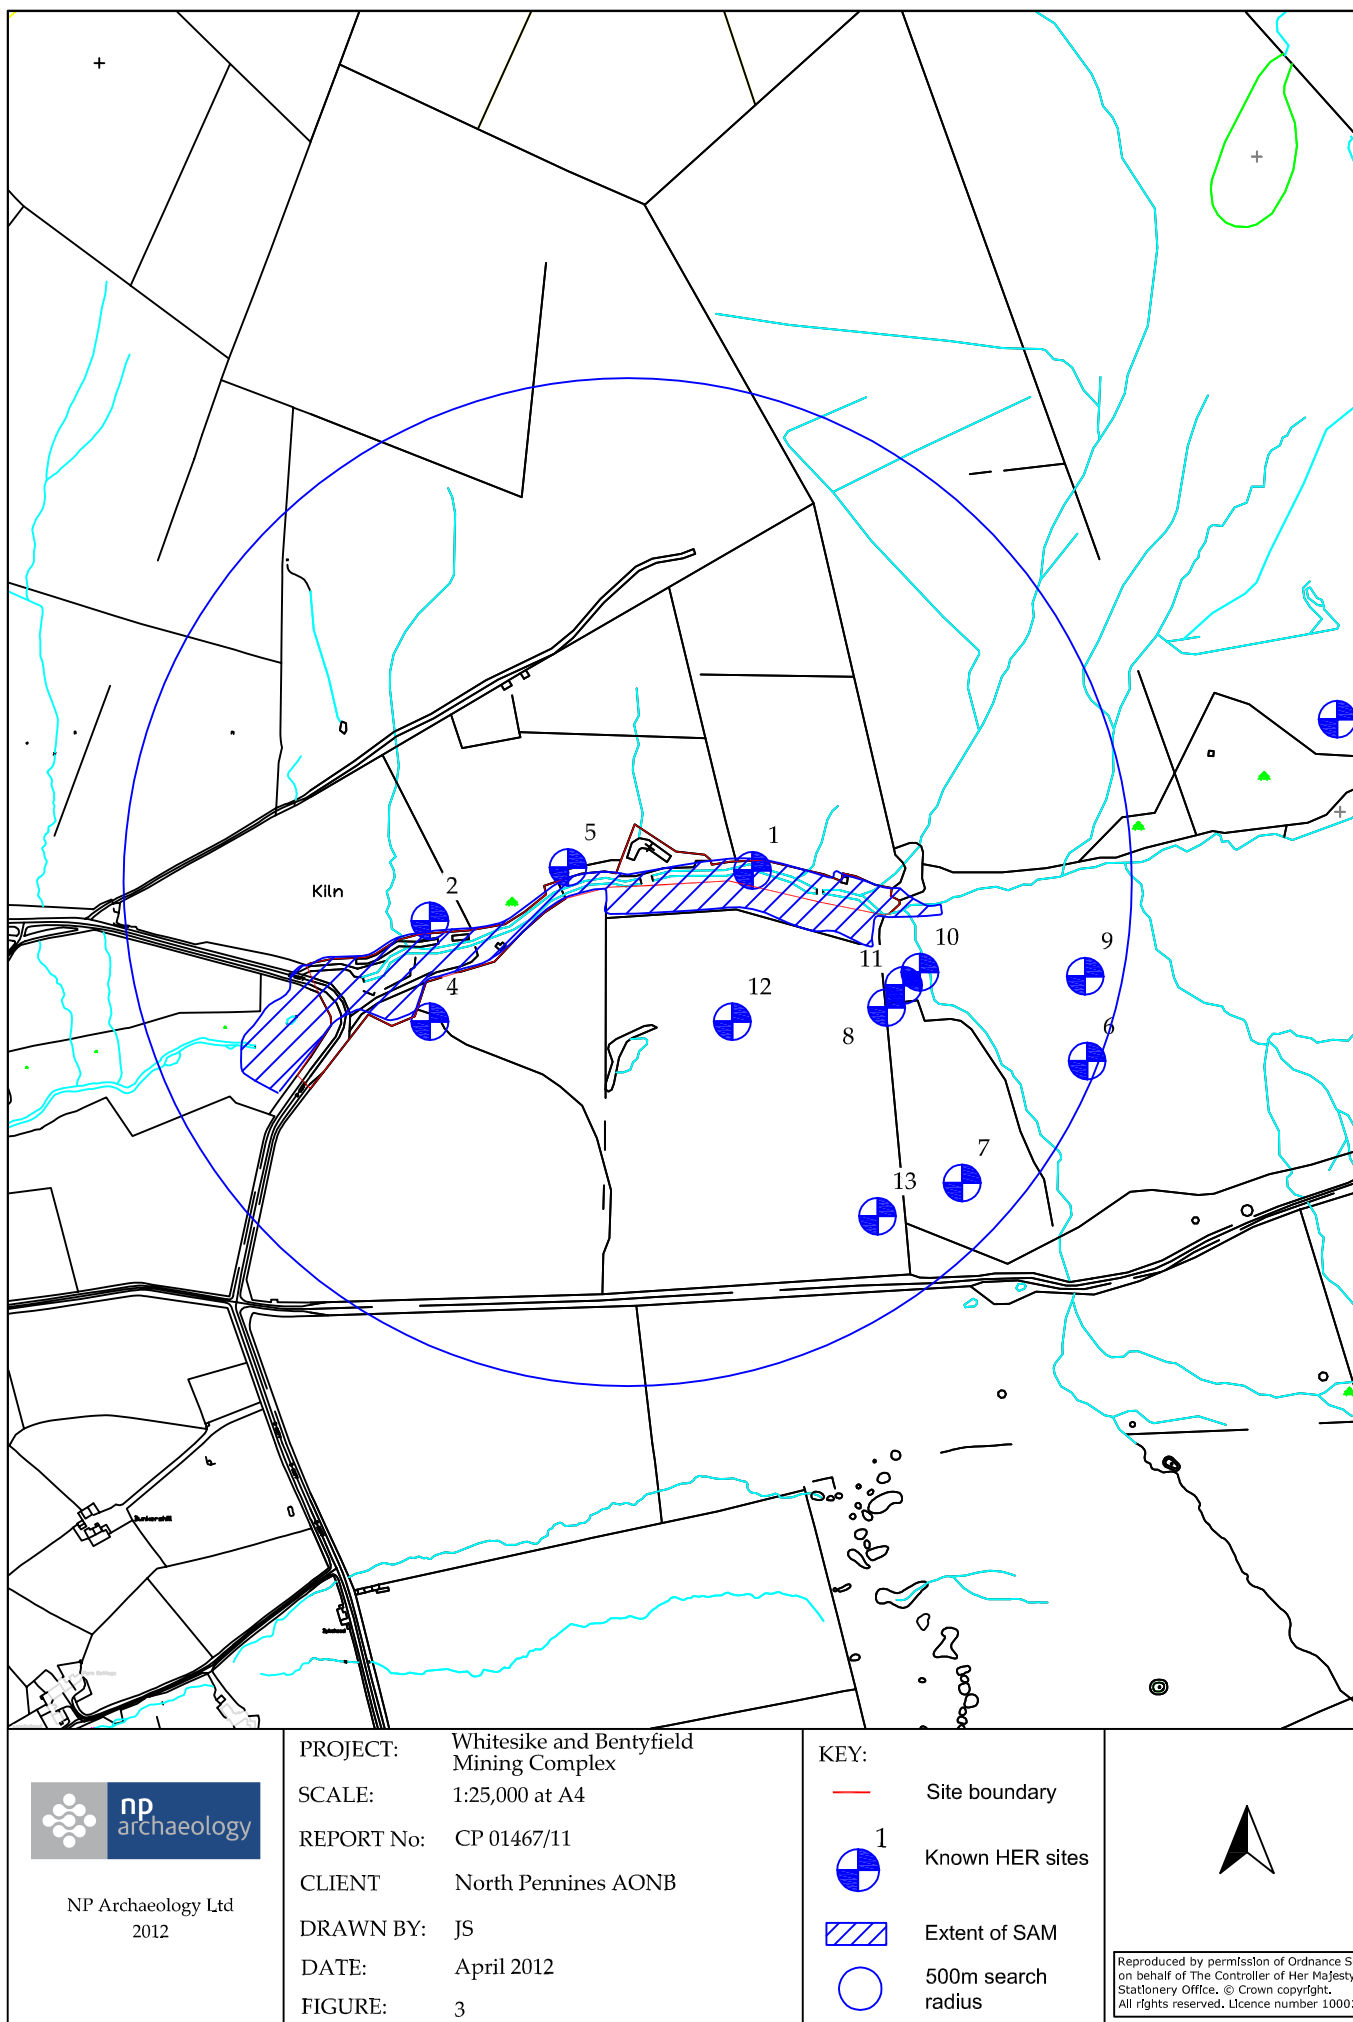 5
1
Kiln
2
10
9
11
4
12
8
6
7
13
Bunkershill
np
archaeology
NP Archaeology Ltd
2012
PROJECT: Whitesike and Bentyfield
Mining Complex
SCALE: 1:25,000 at A4
REPORT No: CP 01467/11
CLIENT North Pennines AONB
DRAWN BY: JS
DATE: April 2012
FIGURE: 3
KEY:
Site boundary
1
Known HER sites
Extent of SAM
500m search
radius
Reproduced by permission of Ordnance S
on behalf of The Controller of Her Majesty
Stationery Office. © Crown copyright.
All rights reserved. Licence number 1000